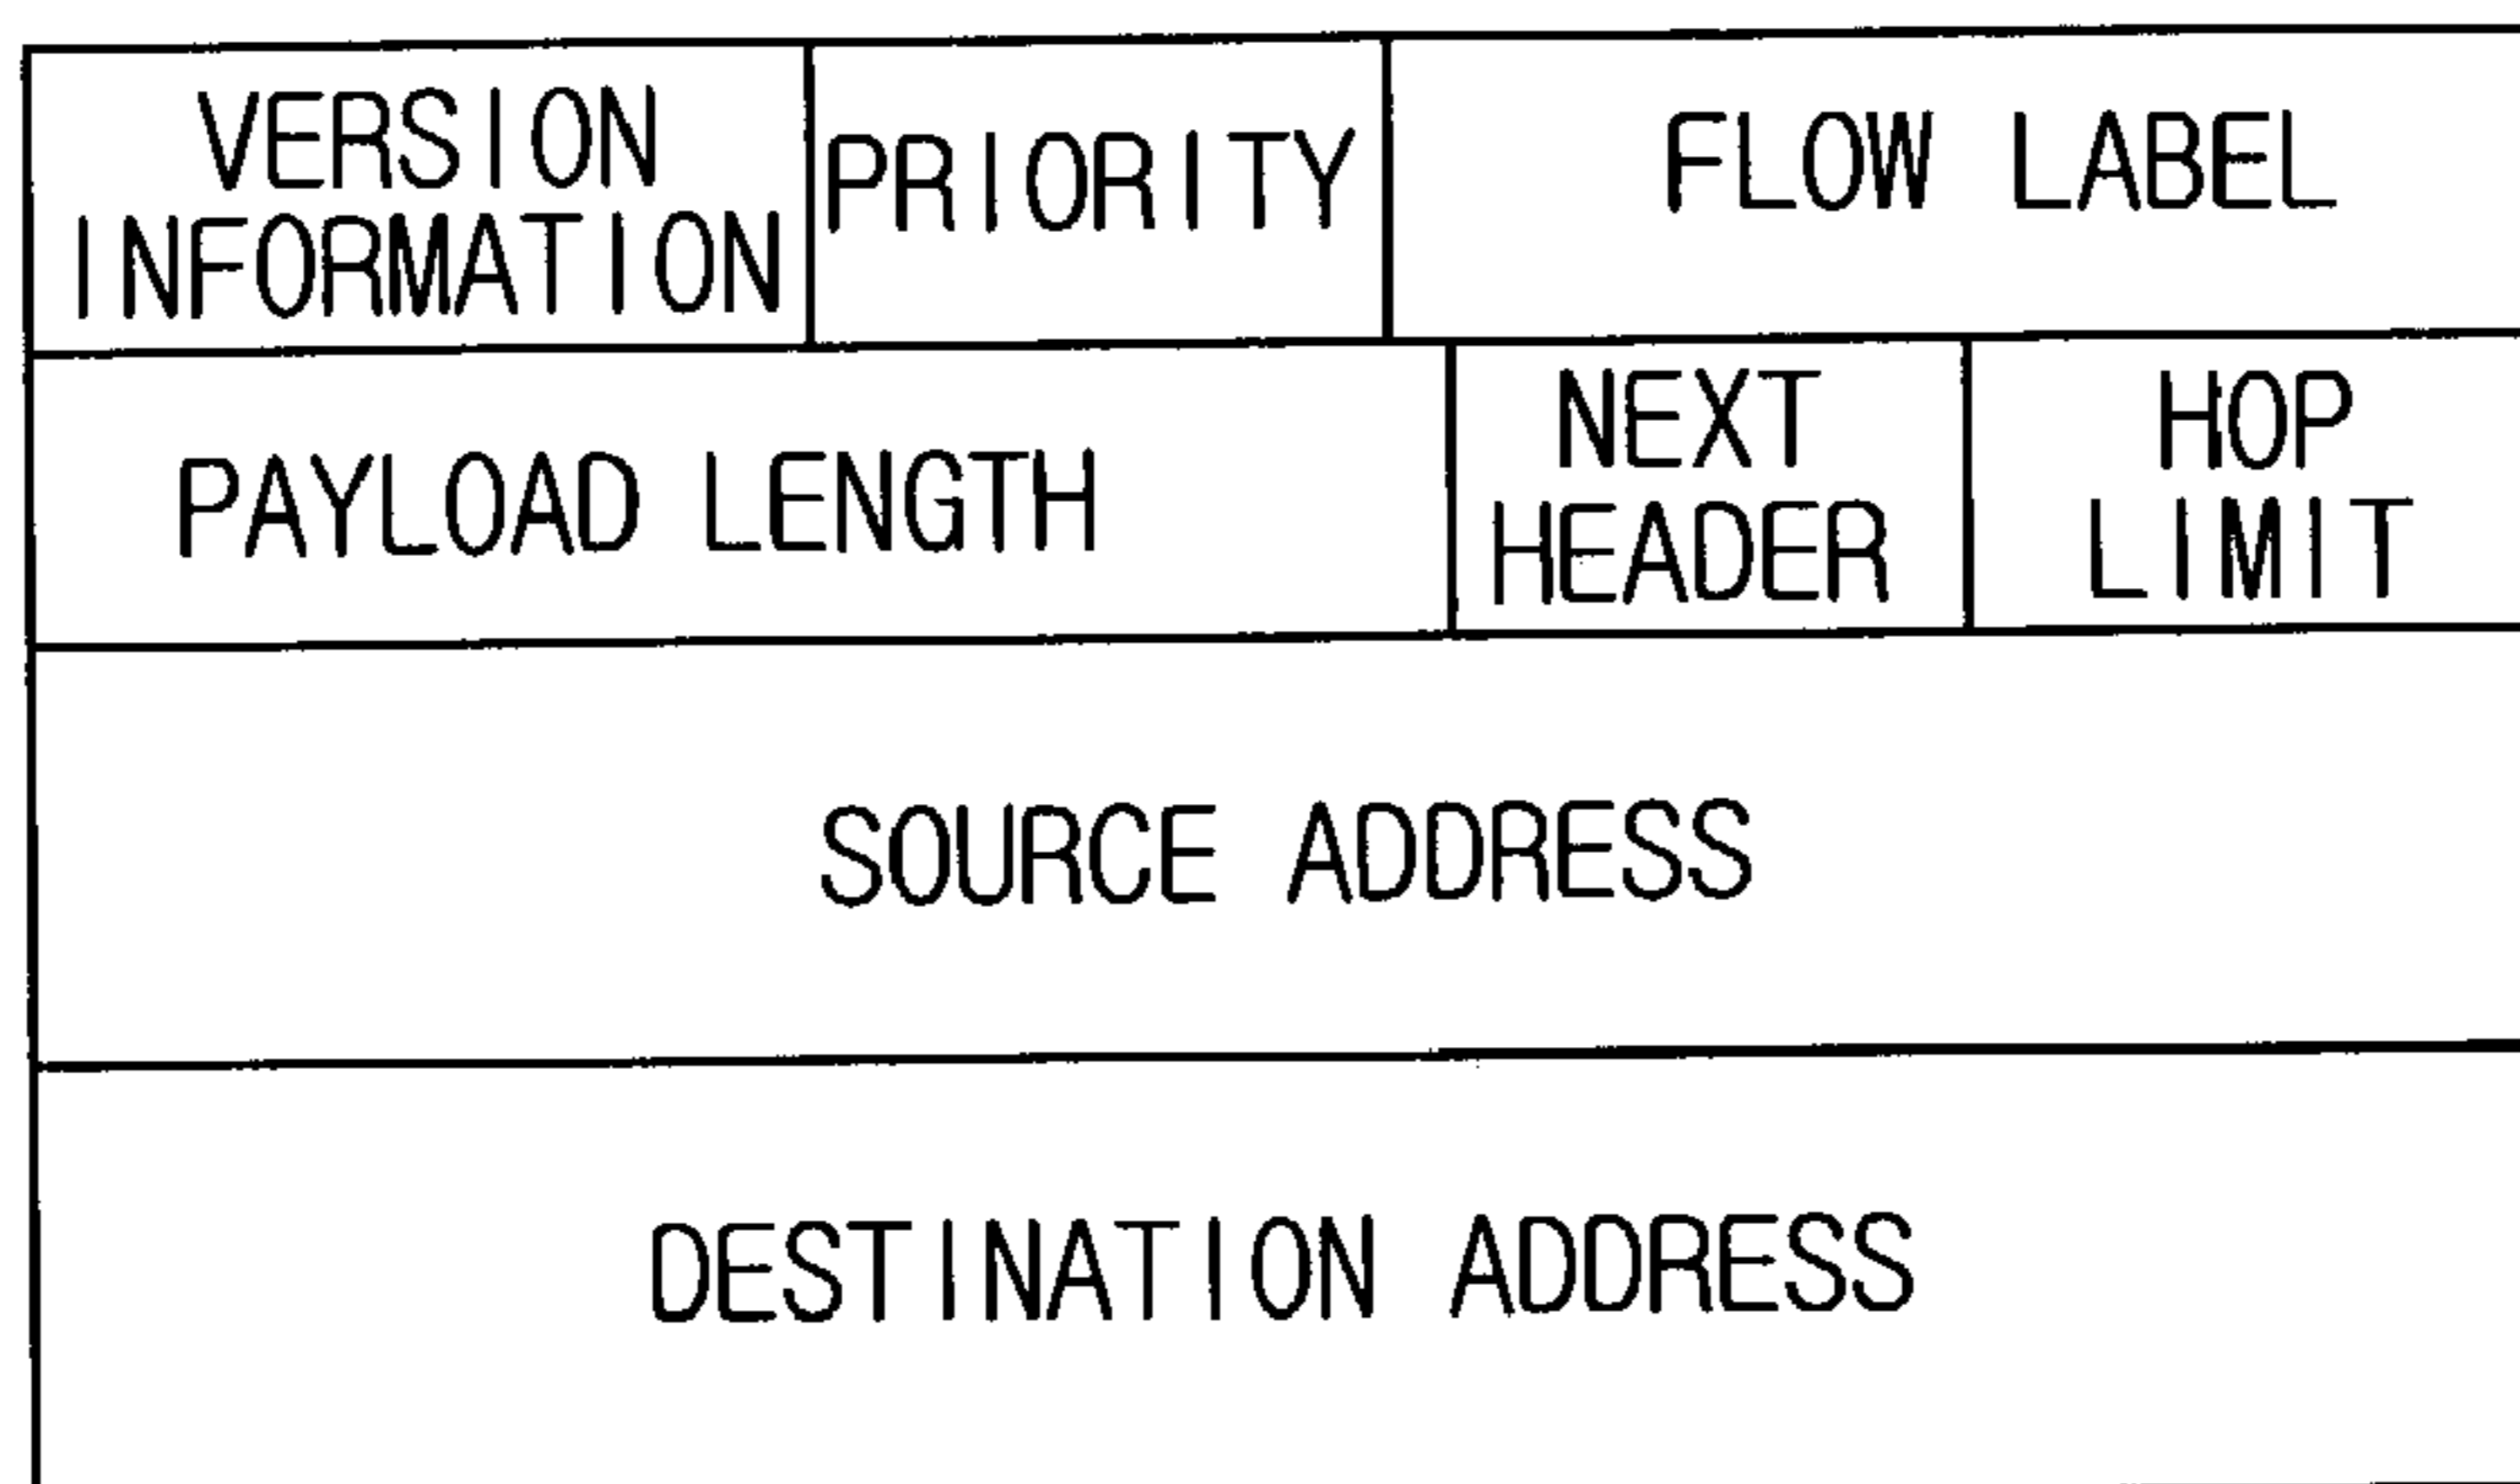 VERSION
INFORMATION
PRIORITY
FLOW LABEL
PAYLOAD LENGTH
NEXT
HEADER
HOP
LIMIT
SOURCE ADDRESS
DESTINATION ADDRESS